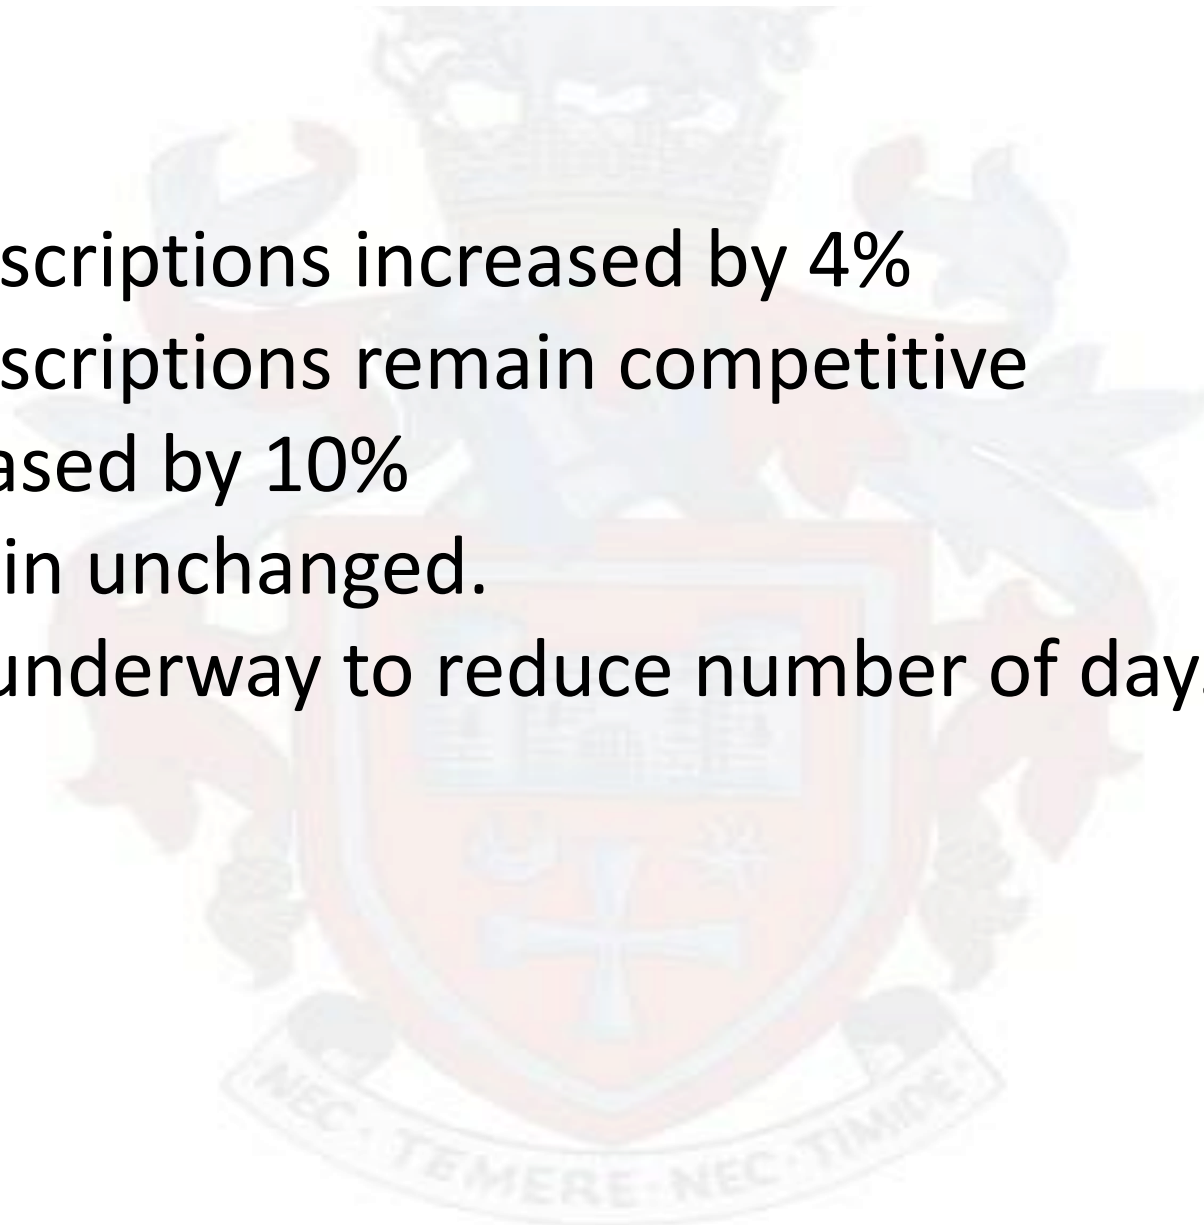 scriptions increased by 4%
scriptions remain competitive
ased by 10%
in unchanged.
underway to reduce number of day
NEC · TEMERE · NEC · TIMIDE ·